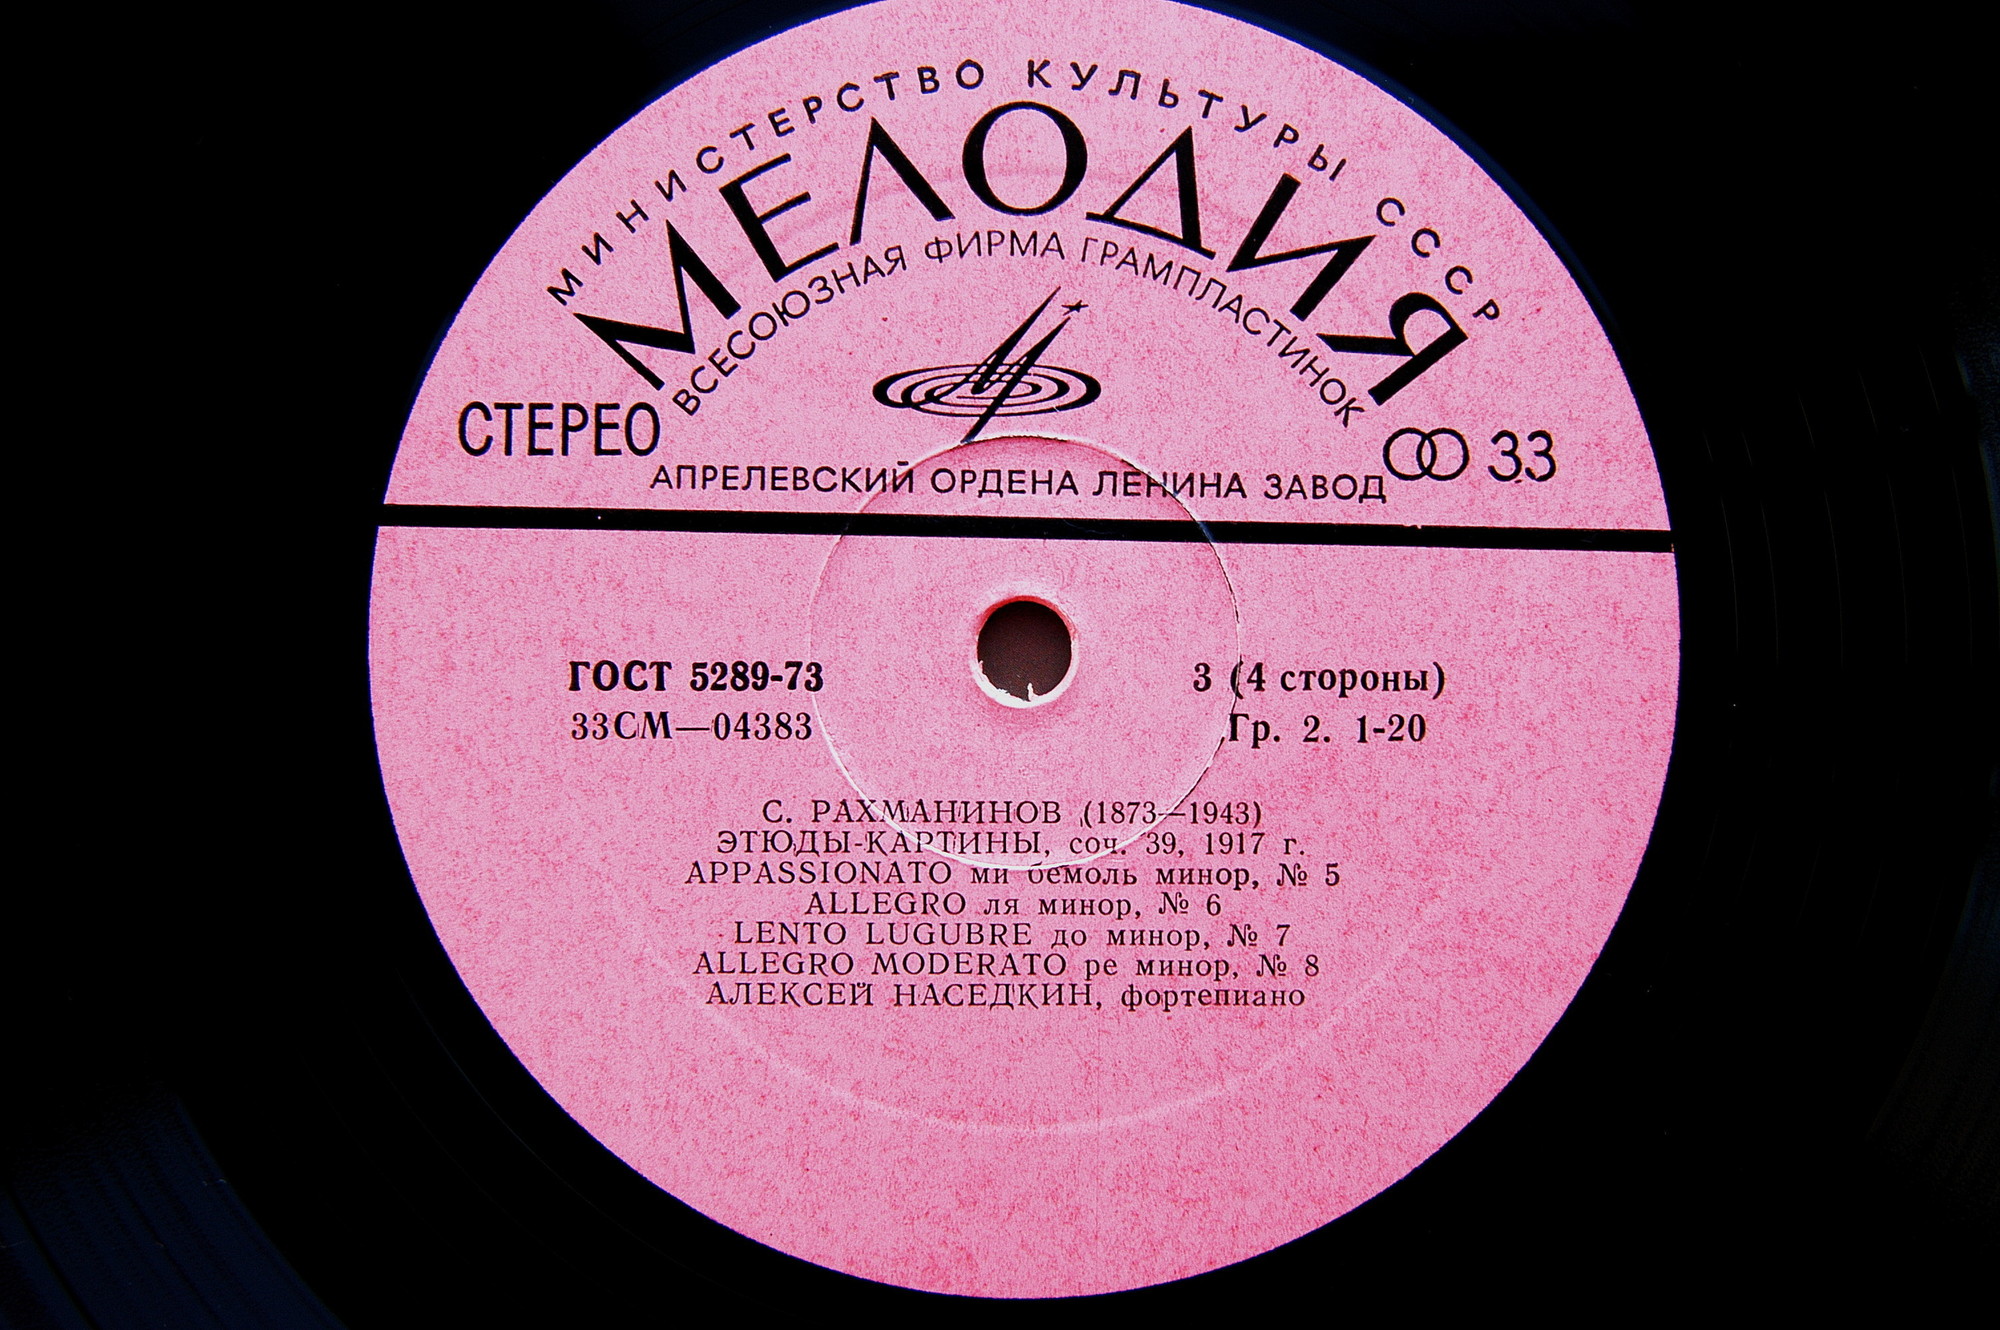 МИНИСТЕРСТВО КУЛЬТУРЫ СССР
МЕЛОДИЯ
ВСЕСОЮЗНАЯ ФИРМА ГРАМПЛАСТИНОК
СТЕРЕО
33
АПРЕЛЕВСКИЙ ОРДЕНА ЛЕНИНА ЗАВОД
ГОСТ 5289-73
3 (4 стороны)
33СМ—04383
Гр. 2. 1-20
С. РАХМАНИНОВ (1873—1943)
ЭТЮДЫ-КАРТИНЫ, соч. 39, 1917 г.
APPASSIONATO ми бемоль минор, № 5
ALLEGRO ля минор, № 6
LENTO LUGUBRE до минор, № 7
ALLEGRO MODERATO ре минор, № 8
АЛЕКСЕЙ НАСЕДКИН, фортепиано